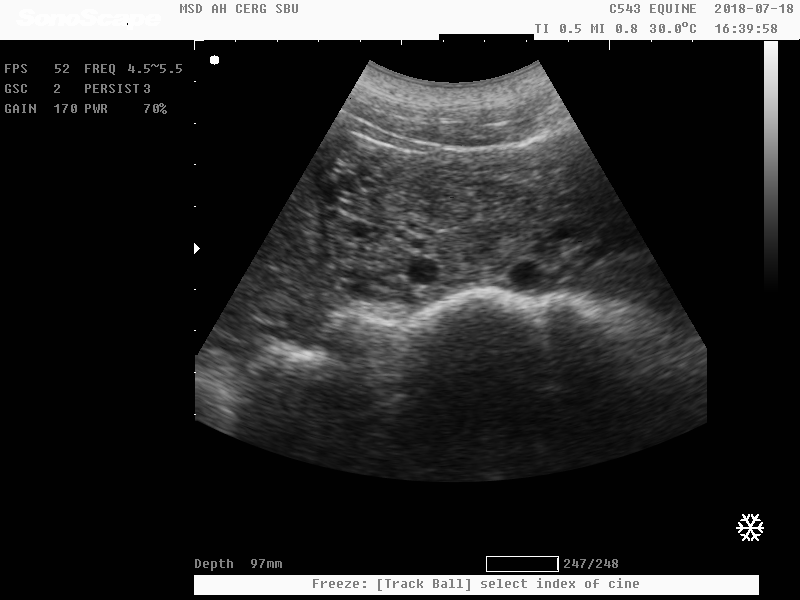 SonoScape MSD AH CERG SBU C543 EQUINE 2018-07-18
TI 0.5 MI 0.8 30.0°C 16:39:58
FPS 52 FREQ 4.5~5.5
GSC 2 PERSIST 3
GAIN 170 PWR 70%
Depth 97mm 247/248
Freeze: [Track Ball] select index of cine